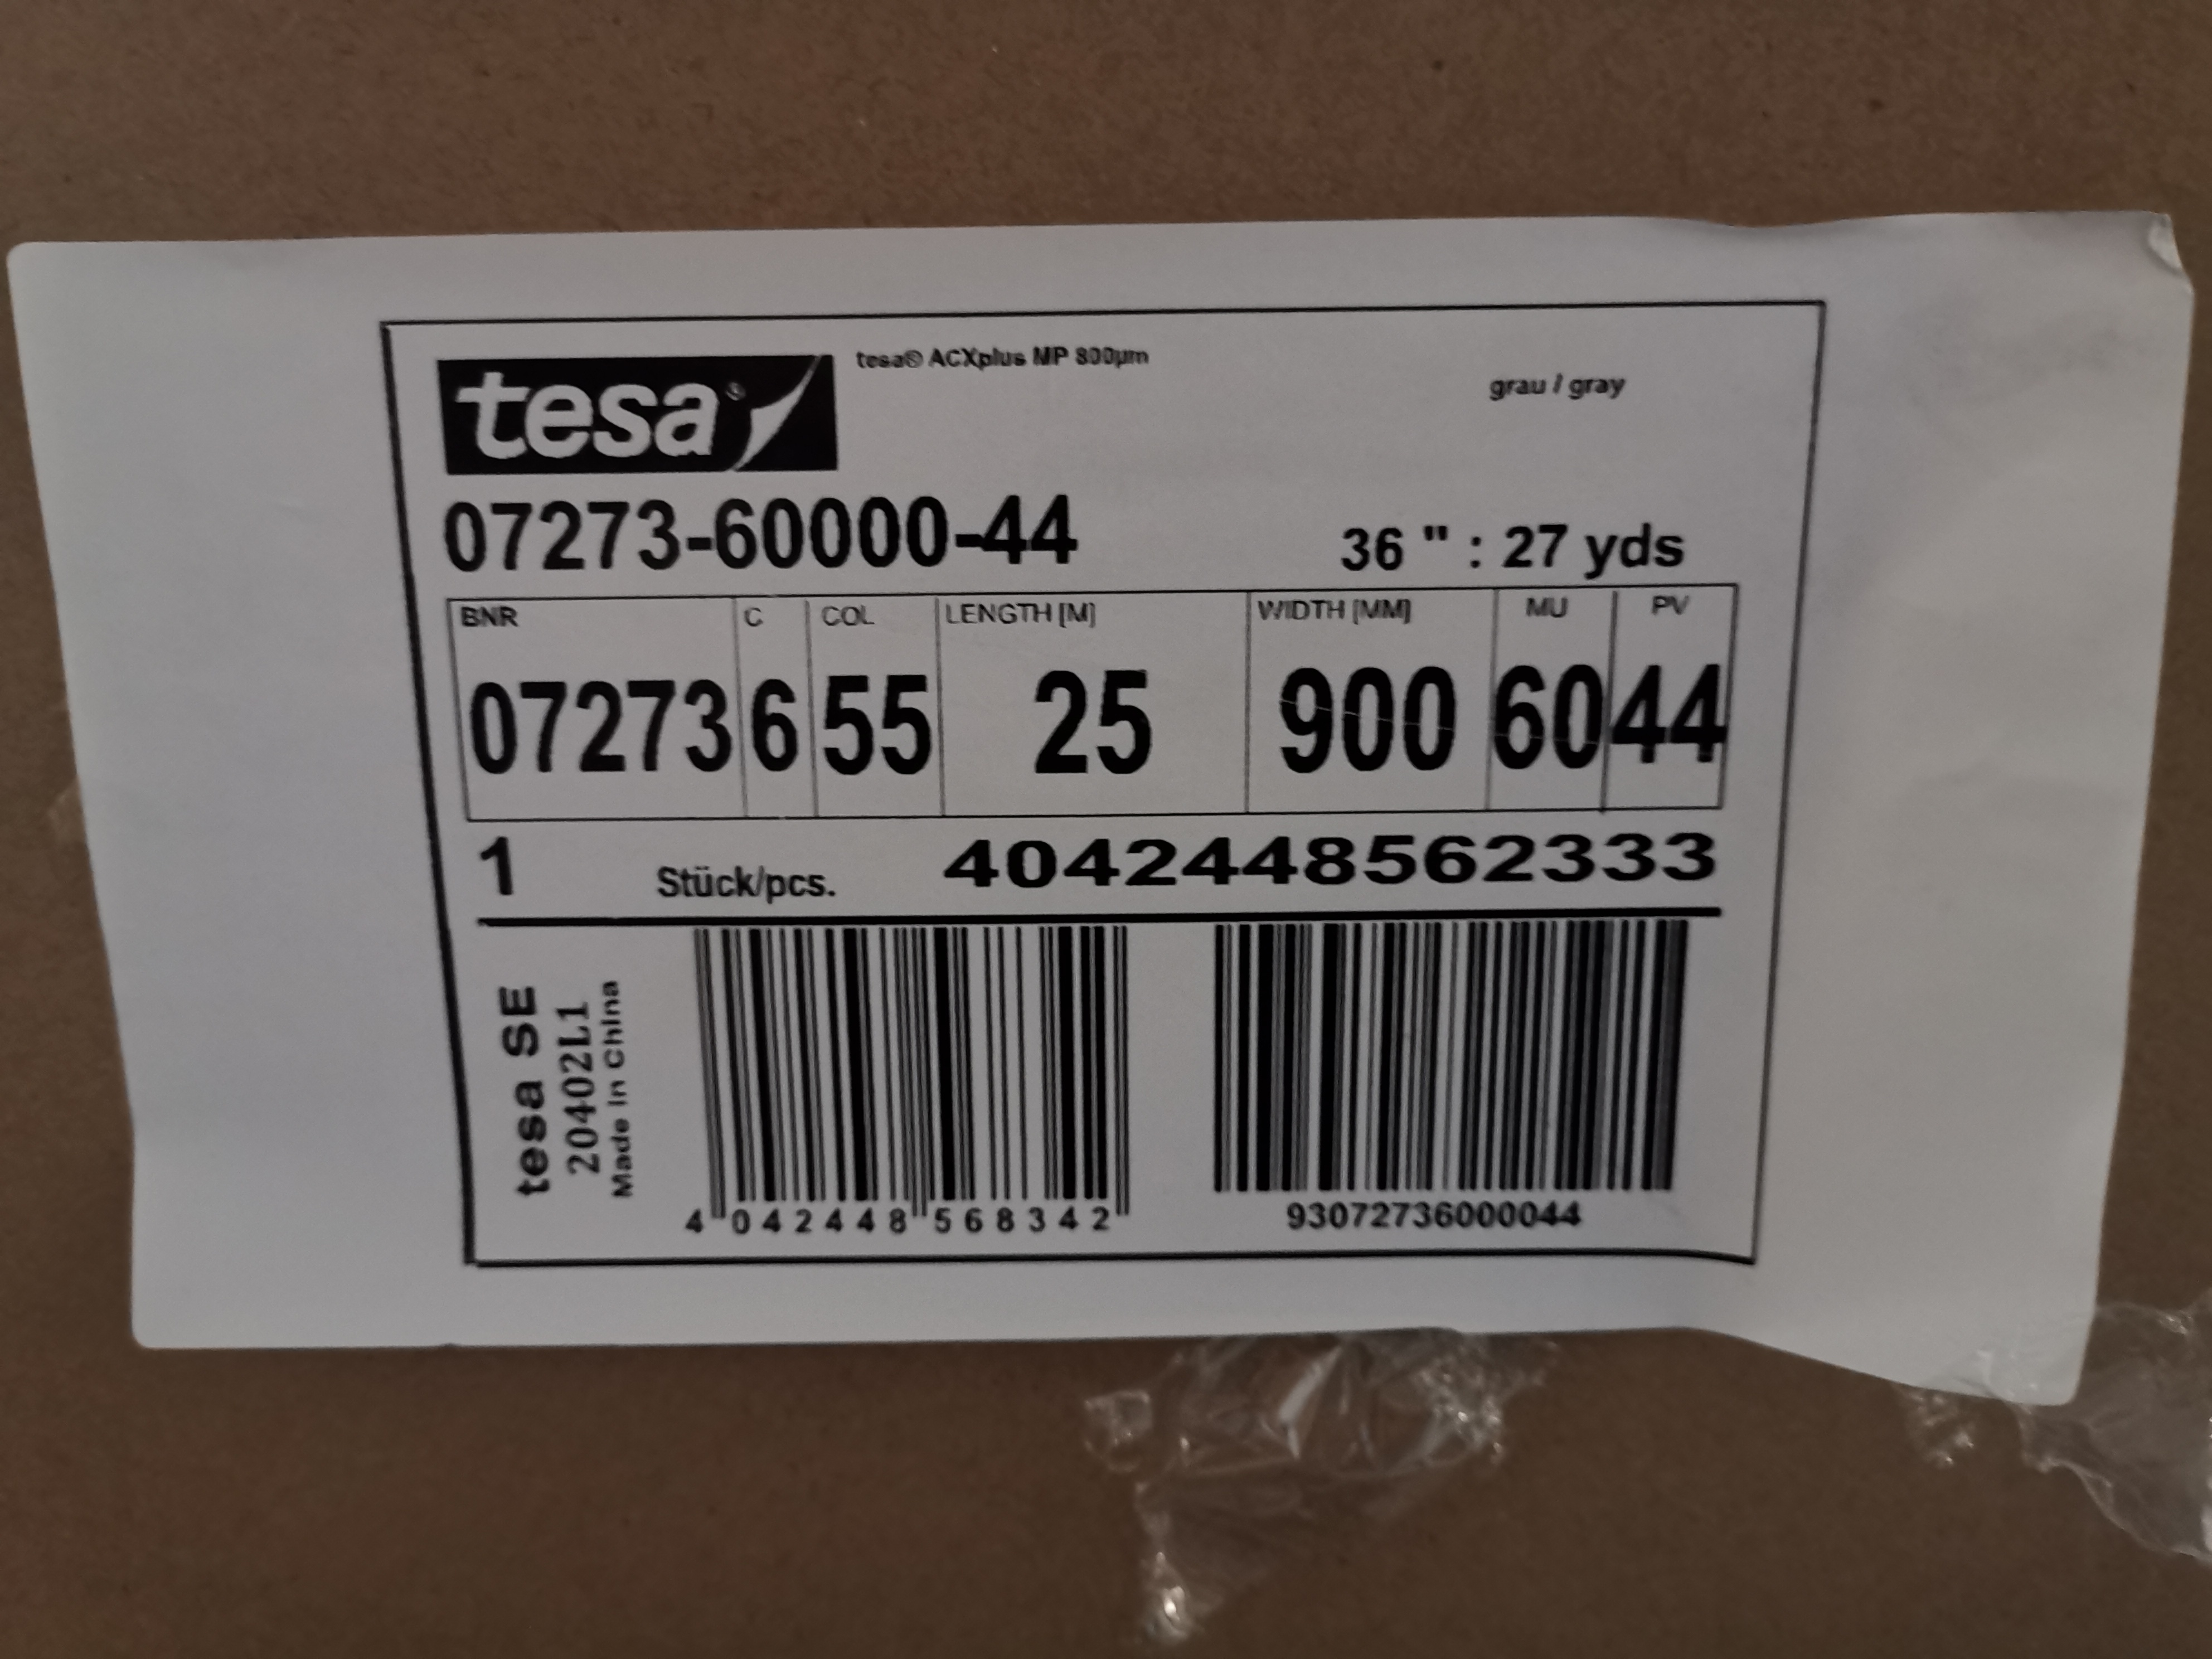 tesa® ACXplus MP 800µm
grau / gray
tesa®
07273-60000-44
36 " : 27 yds
BNR C COL LENGTH [M] WIDTH [MM] MU PV
07273 6 55 25 900 60 44
1 Stück/pcs. 4042448562333
tesa SE
20402L1
Made in China
4 042448 568342
93072736000044